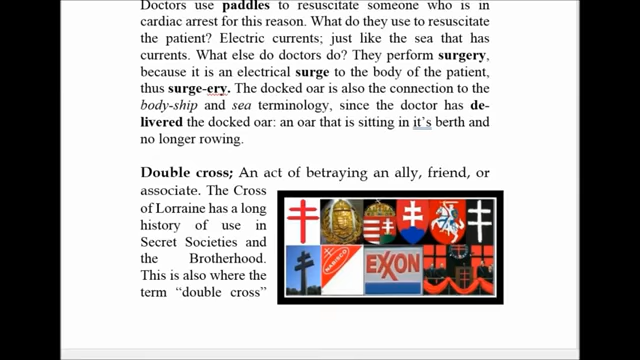 Doctors use paddles to resuscitate someone who is in
cardiac arrest for this reason. What do they use to resuscitate
the patient? Electric currents; just like the sea that has
currents. What else do doctors do? They perform surgery,
because it is an electrical surge to the body of the patient,
thus surge-ery. The docked oar is also the connection to the
body-ship and sea terminology, since the doctor has de-
livered the docked oar: an oar that is sitting in it's berth and
no longer rowing.
Double cross; An act of betraying an ally, friend, or
associate. The Cross
of Lorraine has a long
history of use in
Secret Societies and
the Brotherhood.
This is also where the
term “double cross”
NABISCO
EXXON